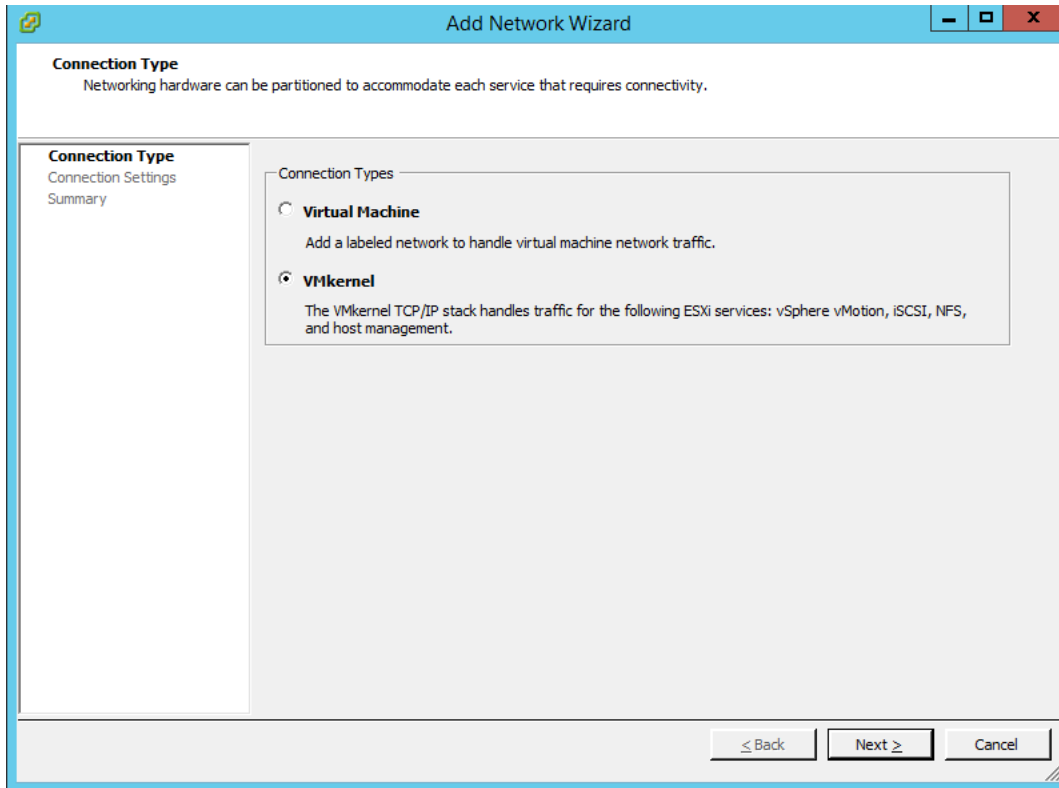 Add Network Wizard
x
Connection Type
Networking hardware can be partitioned to accommodate each service that requires connectivity.
Connection Type
Connection Settings
Summary
Connection Types
Virtual Machine
Add a labeled network to handle virtual machine network traffic.
VMkernel
The VMkernel TCP/IP stack handles traffic for the following ESXi services: vSphere vMotion, iSCSI, NFS,
and host management.
< Back
Next >
Cancel